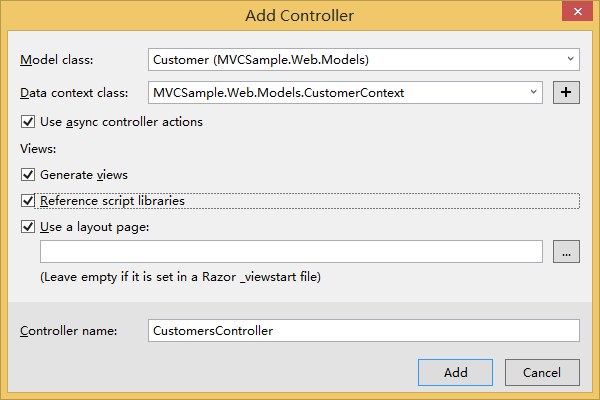 Add Controller
Model class: Customer (MVCSample.Web.Models)
Data context class: MVCSample.Web.Models.CustomerContext +
Use async controller actions
Views:
Generate views
Reference script libraries
Use a layout page:
...
(Leave empty if it is set in a Razor _viewstart file)
Controller name: CustomersController
Add Cancel